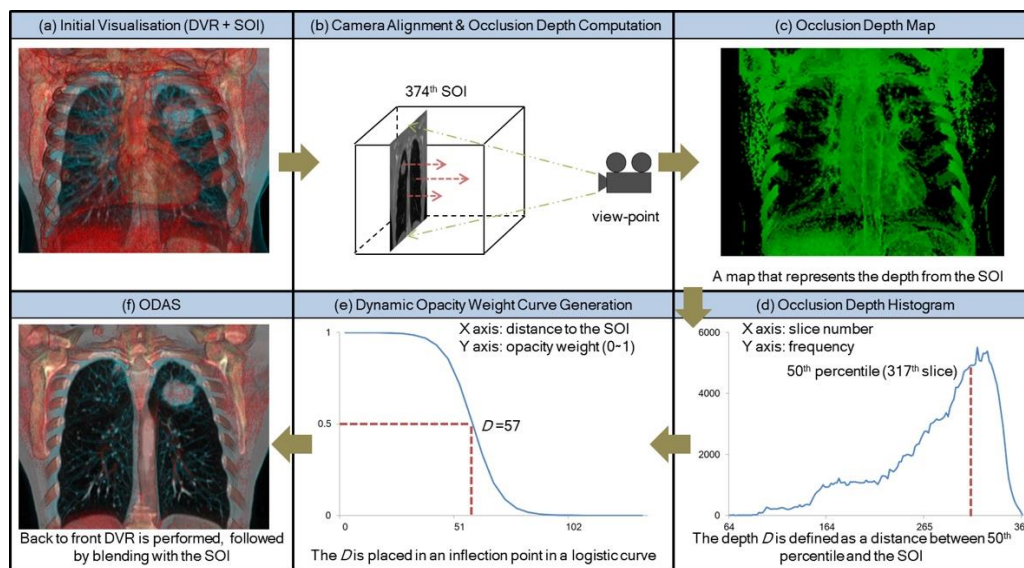 (a) Initial Visualisation (DVR + SOI)
(b) Camera Alignment & Occlusion Depth Computation
374th SOI
view-point
(c) Occlusion Depth Map
A map that represents the depth from the SOI
(d) Occlusion Depth Histogram
X axis: slice number
Y axis: frequency
50th percentile (317th slice)
6000
4000
2000
0
64
164
265
36
The depth D is defined as a distance between 50th
percentile and the SOI
(e) Dynamic Opacity Weight Curve Generation
X axis: distance to the SOI
Y axis: opacity weight (0~1)
1
0.5
0
D =57
0
51
102
The D is placed in an inflection point in a logistic curve
(f) ODAS
Back to front DVR is performed, followed
by blending with the SOI